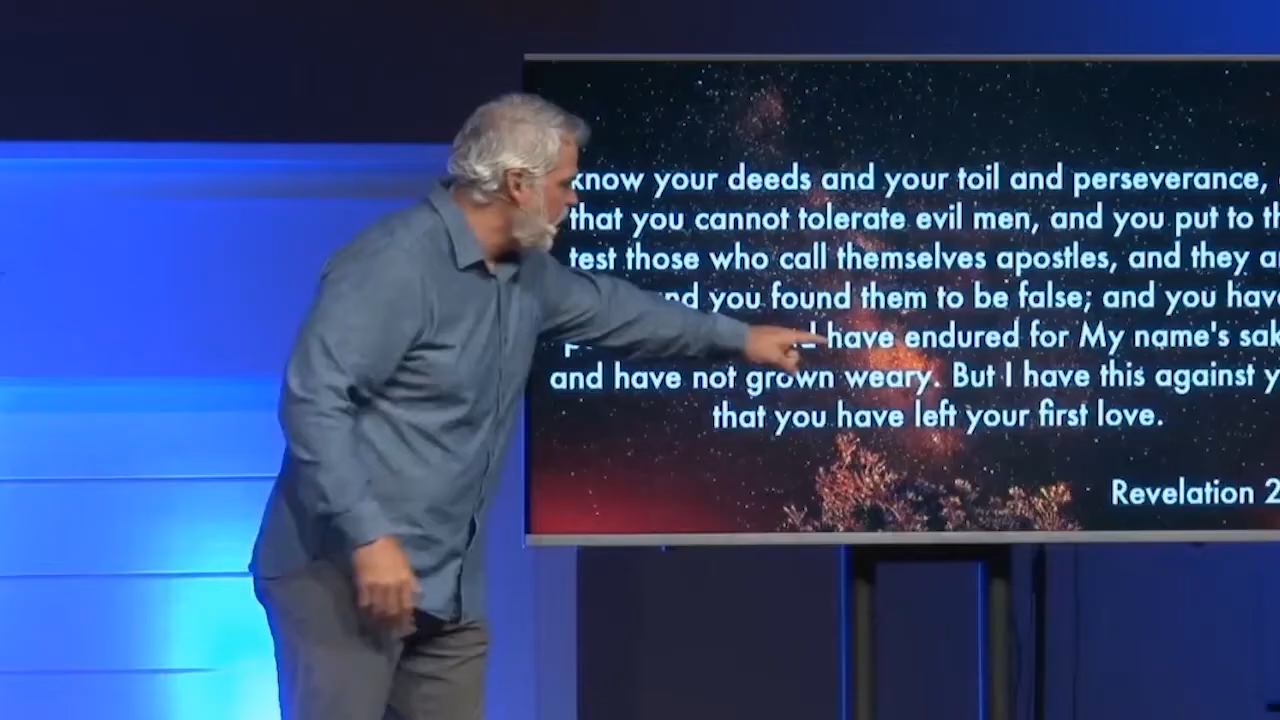 know your deeds and your toil and perseverance,
that you cannot tolerate evil men, and you put to th
test those who call themselves apostles, and they a
nd you found them to be false; and you hav
have endured for My name's sak
and have not grown weary. But I have this against y
that you have left your first love.
Revelation 2